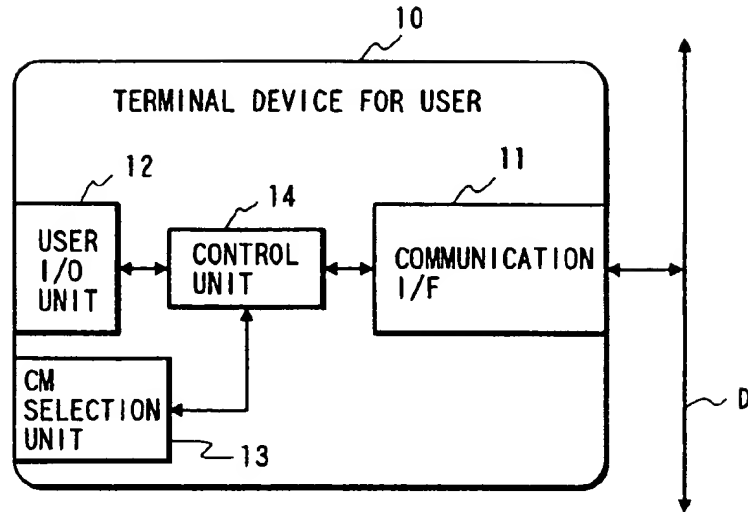 10
TERMINAL DEVICE FOR USER
12
14
11
USER
I/O
UNIT
CONTROL
UNIT
COMMUNICATION
I/F
CM
SELECTION
UNIT
13
D